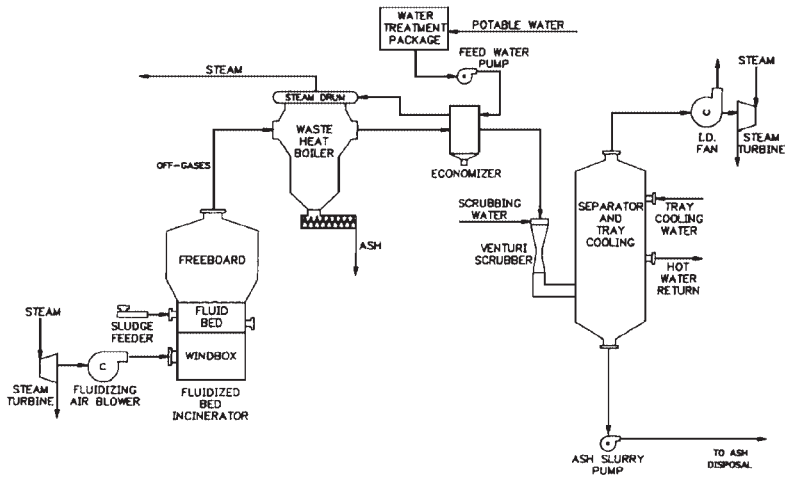 WATER
TREATMENT
PACKAGE
POTABLE WATER
FEED WATER
PUMP
STEAM
STEAM DRUM
WASTE
HEAT
BOILER
ECONOMIZER
OFF-GASES
ASH
SCRUBBING
WATER
VENTURI
SCRUBBER
SEPARATOR
AND
TRAY
COOLING
STEAM
C
I.D.
FAN
STEAM
TURBINE
TRAY
COOLING
WATER
HOT
WATER
RETURN
FREEBOARD
FLUID
BED
WINDBOX
SLUDGE
FEEDER
STEAM
C
STEAM
TURBINE
FLUIDIZING
AIR BLOWER
FLUIDIZED
BED
INCINERATOR
ASH SLURRY
PUMP
TO ASH
DISPOSAL